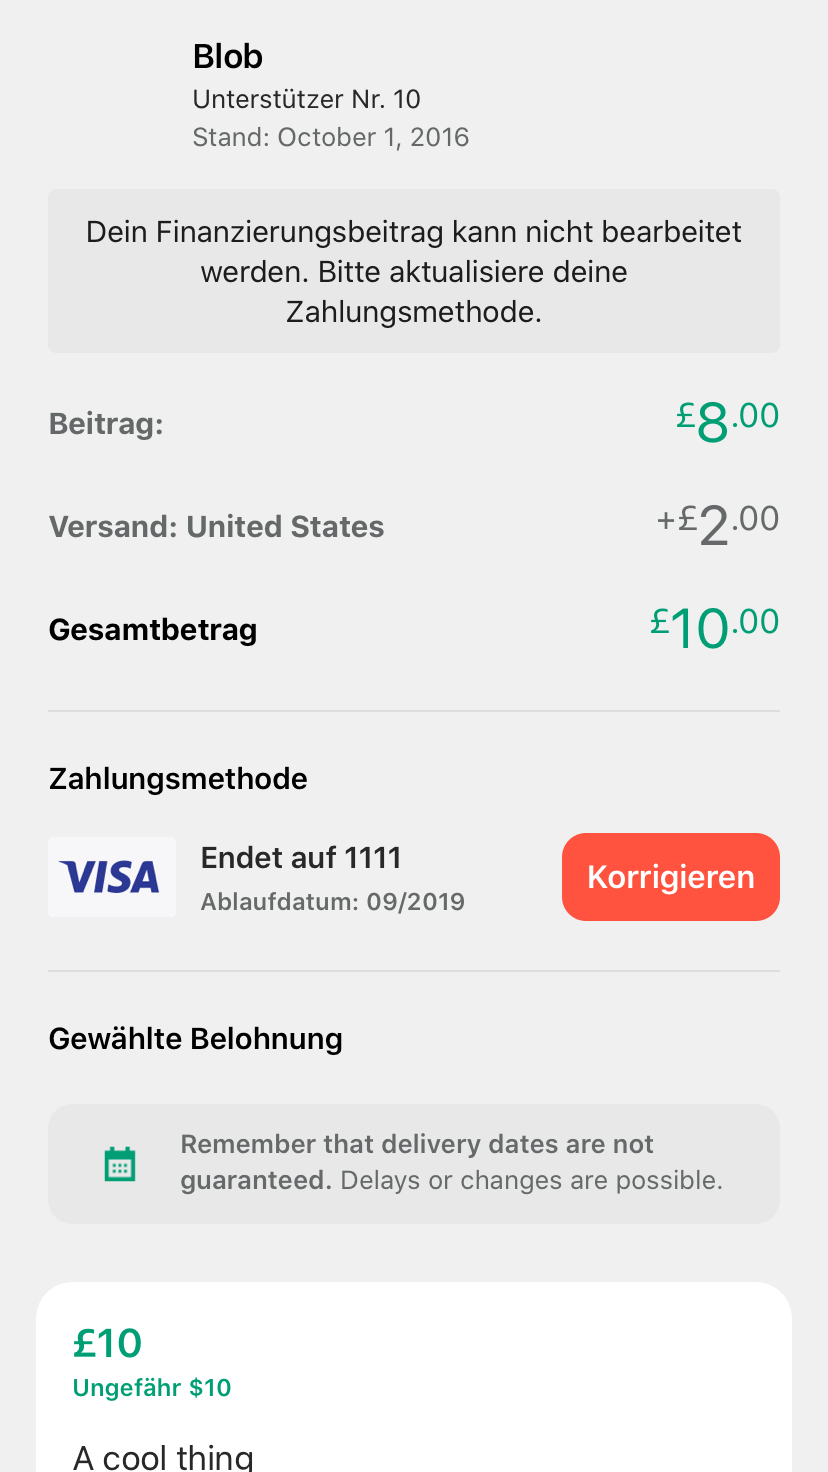 Blob
Unterstützer Nr. 10
Stand: October 1, 2016
Dein Finanzierungsbeitrag kann nicht bearbeitet
werden. Bitte aktualisiere deine
Zahlungsmethode.
Beitrag: £8.00
Versand: United States +£2.00
Gesamtbetrag £10.00
Zahlungsmethode
VISA
Endet auf 1111
Ablaufdatum: 09/2019
Korrigieren
Gewählte Belohnung
Remember that delivery dates are not
guaranteed. Delays or changes are possible.
£10
Ungefähr $10
A cool thing